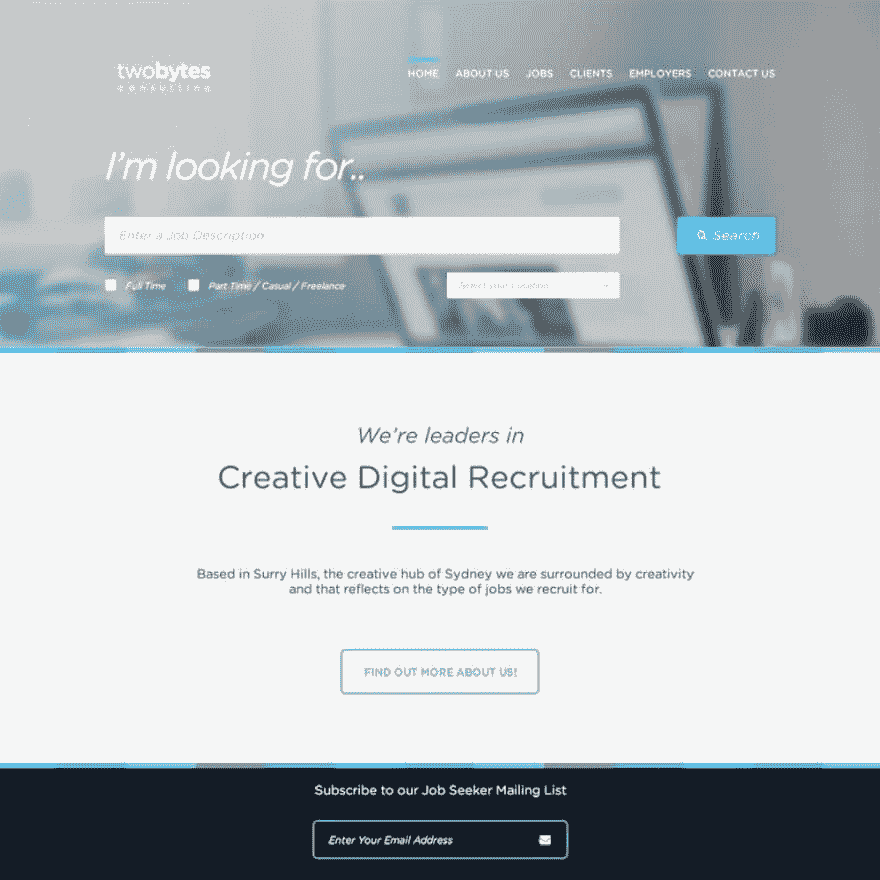 twobytes
CONSULTING
HOME ABOUT US JOBS CLIENTS EMPLOYERS CONTACT US
I'm looking for..
Enter a Job Description
Search
Full Time Part Time / Casual / Freelance
Select your Location
We're leaders in
Creative Digital Recruitment
Based in Surry Hills, the creative hub of Sydney we are surrounded by creativity
and that reflects on the type of jobs we recruit for.
FIND OUT MORE ABOUT US!
Subscribe to our Job Seeker Mailing List
Enter Your Email Address